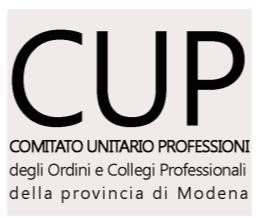 CUP
COMITATO UNITARIO PROFESSIONI
degli Ordini e Collegi Professionali
della provincia di Modena